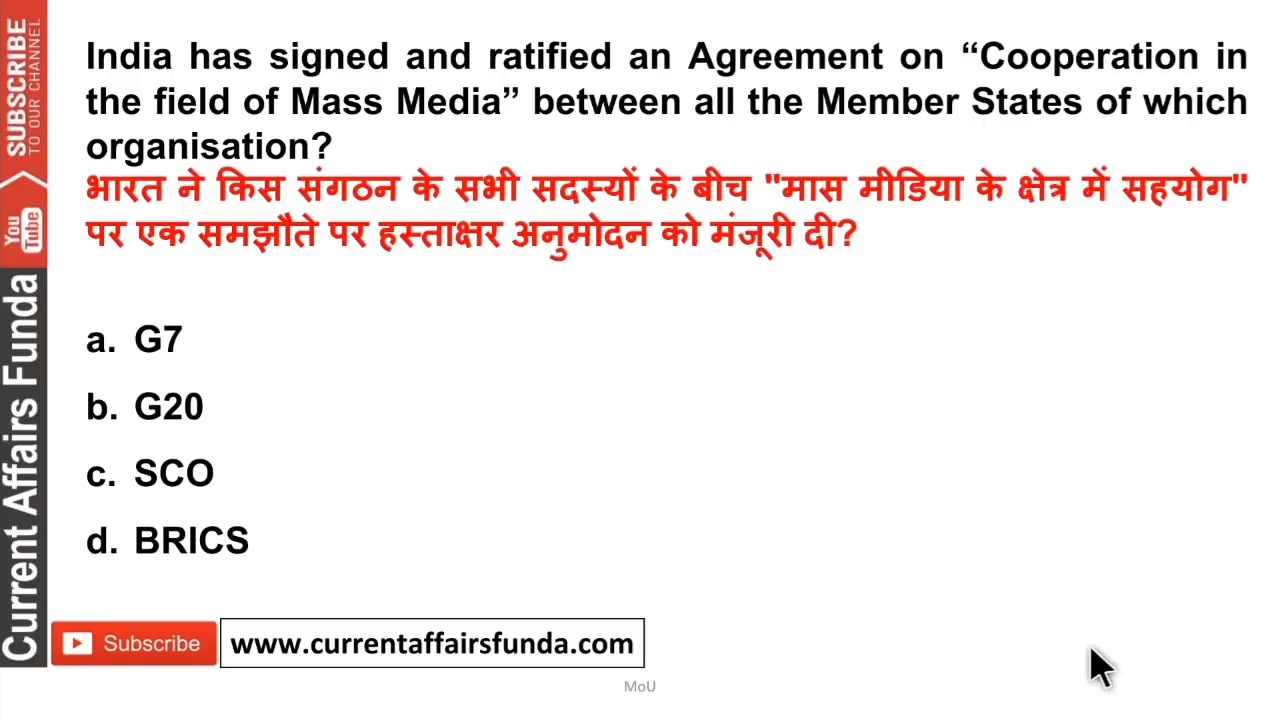 India has signed and ratified an Agreement on “Cooperation in
the field of Mass Media” between all the Member States of which
organisation?
भारत ने किस संगठन के सभी सदस्यों के बीच "मास मीडिया के क्षेत्र में सहयोग"
पर एक समझौते पर हस्ताक्षर अनुमोदन को मंजूरी दी?
a. G7
b. G20
c. SCO
d. BRICS
SUBSCRIBE
TO OUR CHANNEL
You
Tube
Current Affairs Funda
Subscribe
www.currentaffairsfunda.com
MoU